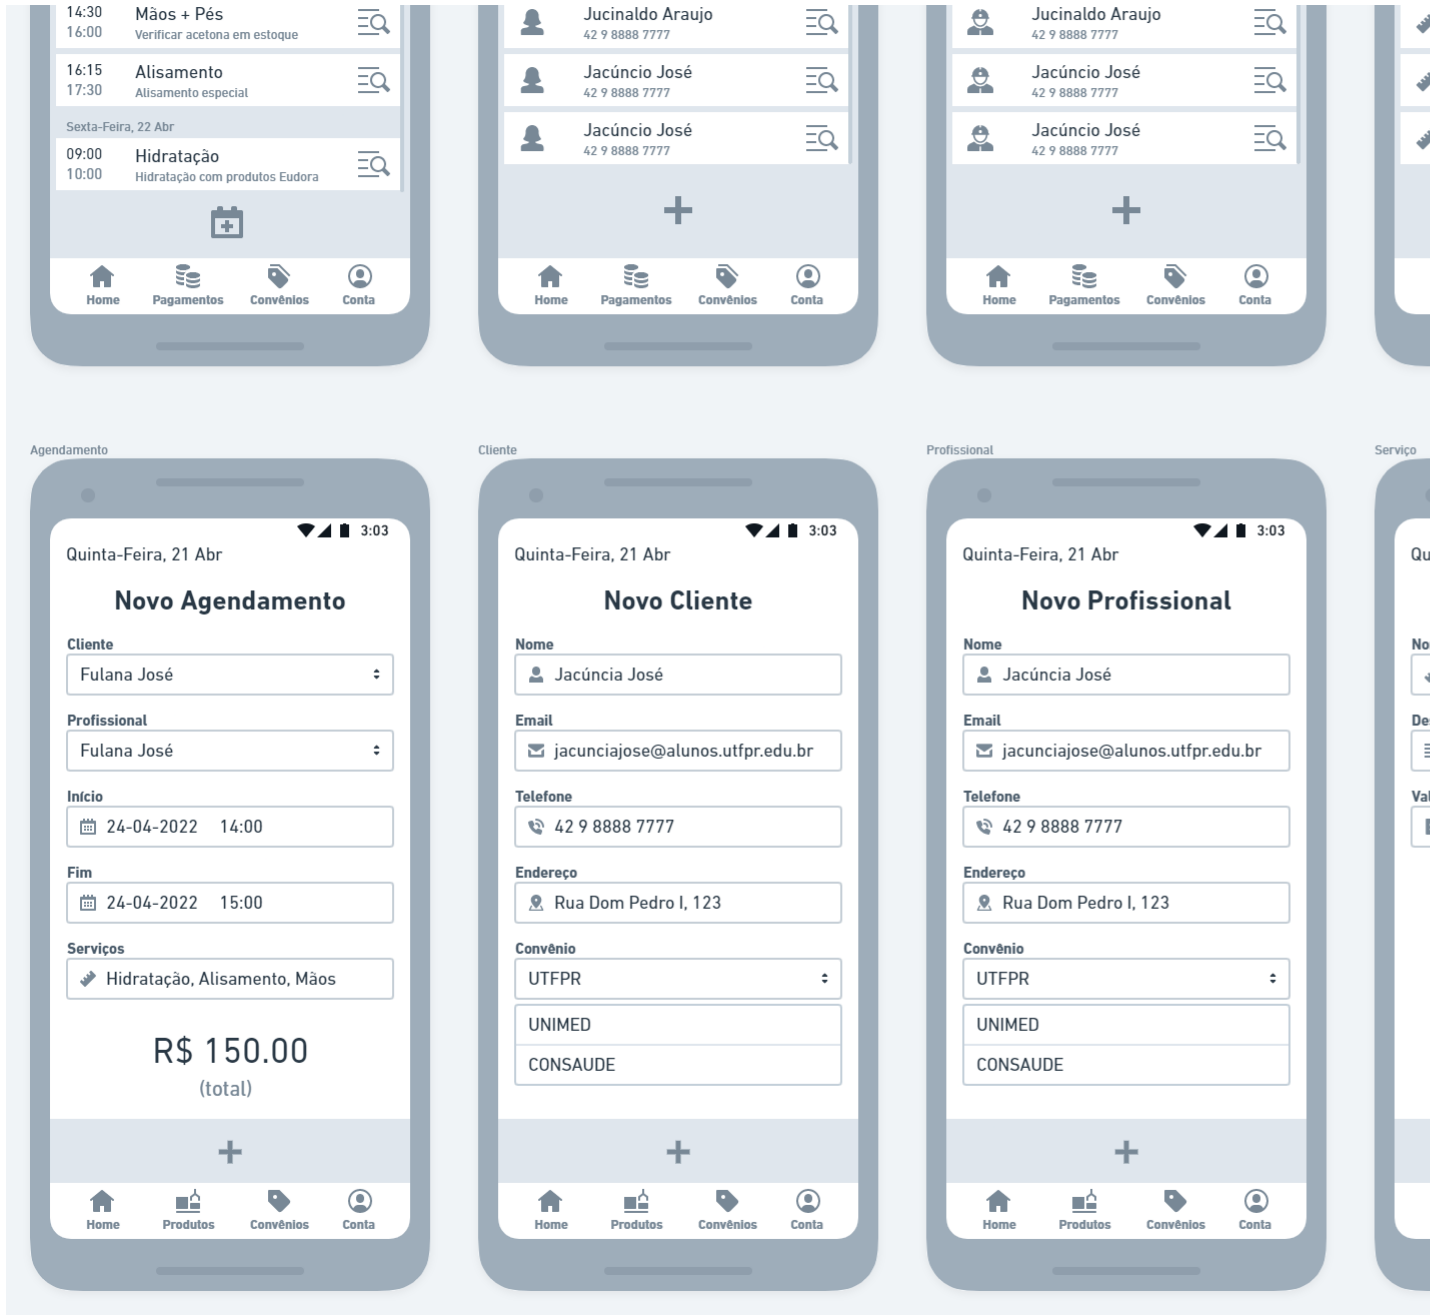 14:30 Mãos + Pés
16:00 Verificar acetona em estoque
16:15 Alisamento
17:30 Alisamento especial
Sexta-Feira, 22 Abr
09:00 Hidratação
10:00 Hidratação com produtos Eudora
Home Pagamentos Convênios Conta
Jucinaldo Araujo
42 9 8888 7777
Jacúncio José
42 9 8888 7777
Jacúncio José
42 9 8888 7777
Home Pagamentos Convênios Conta
Jucinaldo Araujo
42 9 8888 7777
Jacúncio José
42 9 8888 7777
Jacúncio José
42 9 8888 7777
Home Pagamentos Convênios Conta
Agendamento
3:03
Quinta-Feira, 21 Abr
Novo Agendamento
Cliente
Fulana José
Profissional
Fulana José
Início
24-04-2022 14:00
Fim
24-04-2022 15:00
Serviços
Hidratação, Alisamento, Mãos
R$ 150.00
(total)
Home Produtos Convênios Conta
Cliente
3:03
Quinta-Feira, 21 Abr
Novo Cliente
Nome
Jacúncia José
Email
jacunciajose@alunos.utfpr.edu.br
Telefone
42 9 8888 7777
Endereço
Rua Dom Pedro I, 123
Convênio
UTFPR
UNIMED
CONSAUDE
Home Produtos Convênios Conta
Profissional
3:03
Quinta-Feira, 21 Abr
Novo Profissional
Nome
Jacúncia José
Email
jacunciajose@alunos.utfpr.edu.br
Telefone
42 9 8888 7777
Endereço
Rua Dom Pedro I, 123
Convênio
UTFPR
UNIMED
CONSAUDE
Home Produtos Convênios Conta
Serviço